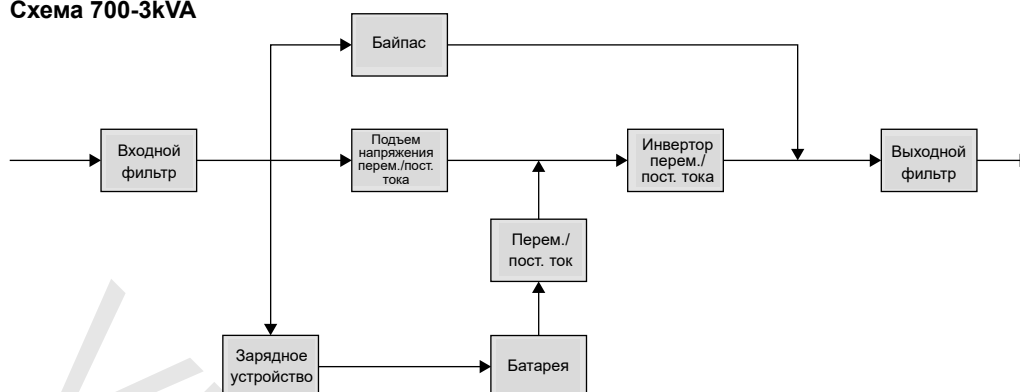 Схема 700-3kVA
Байпас
Входной
фильтр
Подъем
напряжения
перем./пост.
тока
Инвертор
перем./
пост. тока
Выходной
фильтр
Перем./
пост. ток
Зарядное
устройство
Батарея